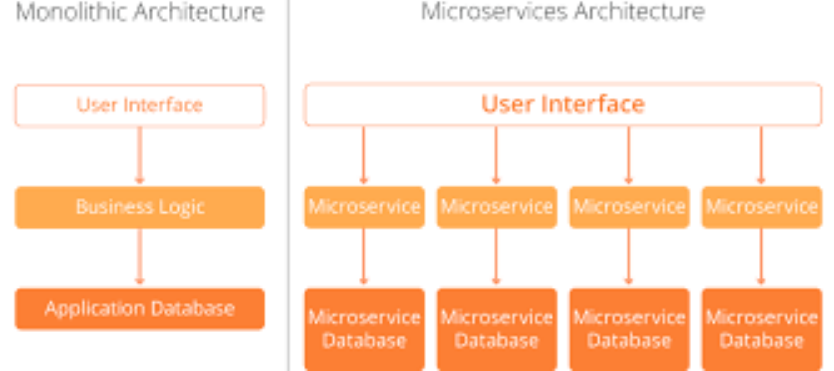 Monolithic Architecture
User Interface
Business Logic
Application Database
Microservices Architecture
User Interface
Microservice
Microservice
Microservice
Microservice
Microservice
Database
Microservice
Database
Microservice
Database
Microservice
Database